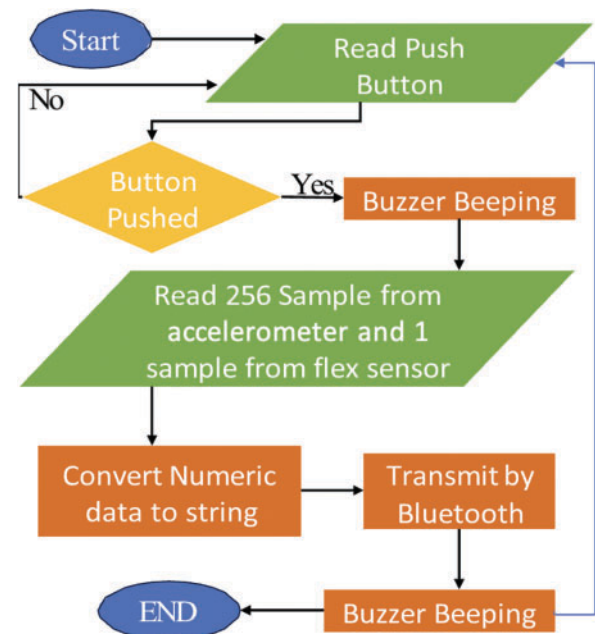 Start
Read Push
Button
No
Button
Pushed
Yes
Buzzer Beeping
Read 256 Sample from
accelerometer and 1
sample from flex sensor
Convert Numeric
data to string
Transmit by
Bluetooth
END
Buzzer Beeping